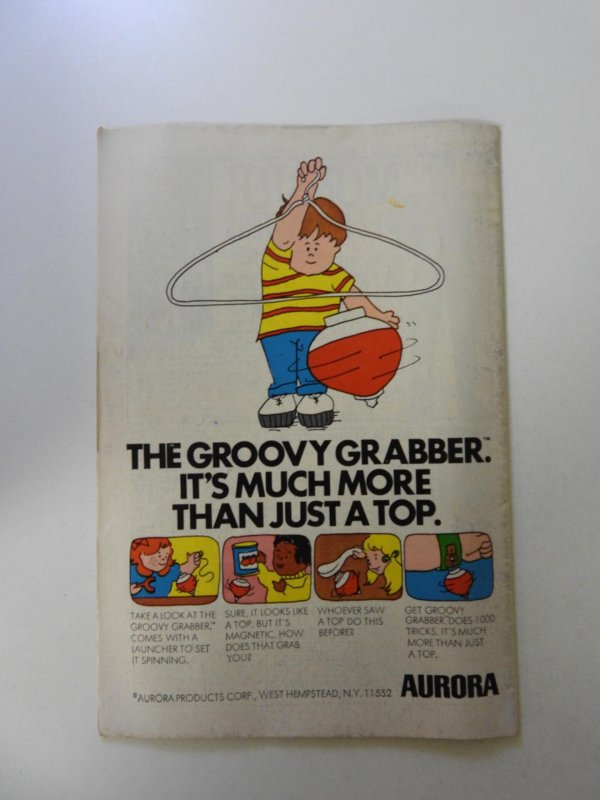 THE GROOVY GRABBER.™
IT'S MUCH MORE
THAN JUST A TOP.
TAKE A LOOK AT THE
GROOVY GRABBER.™
COMES WITH A
LAUNCHER TO SET
IT SPINNING.
SURE, IT LOOKS LIKE
A TOP, BUT IT'S
MAGNETIC. HOW
DOES THAT GRAB
YOU?
WHOEVER SAW
A TOP DO THIS
BEFORE?
GET GROOVY
GRABBER. DOES 1000
TRICKS. IT'S MUCH
MORE THAN JUST
A TOP.
©AURORA PRODUCTS CORP., WEST HEMPSTEAD, N.Y. 11552
AURORA